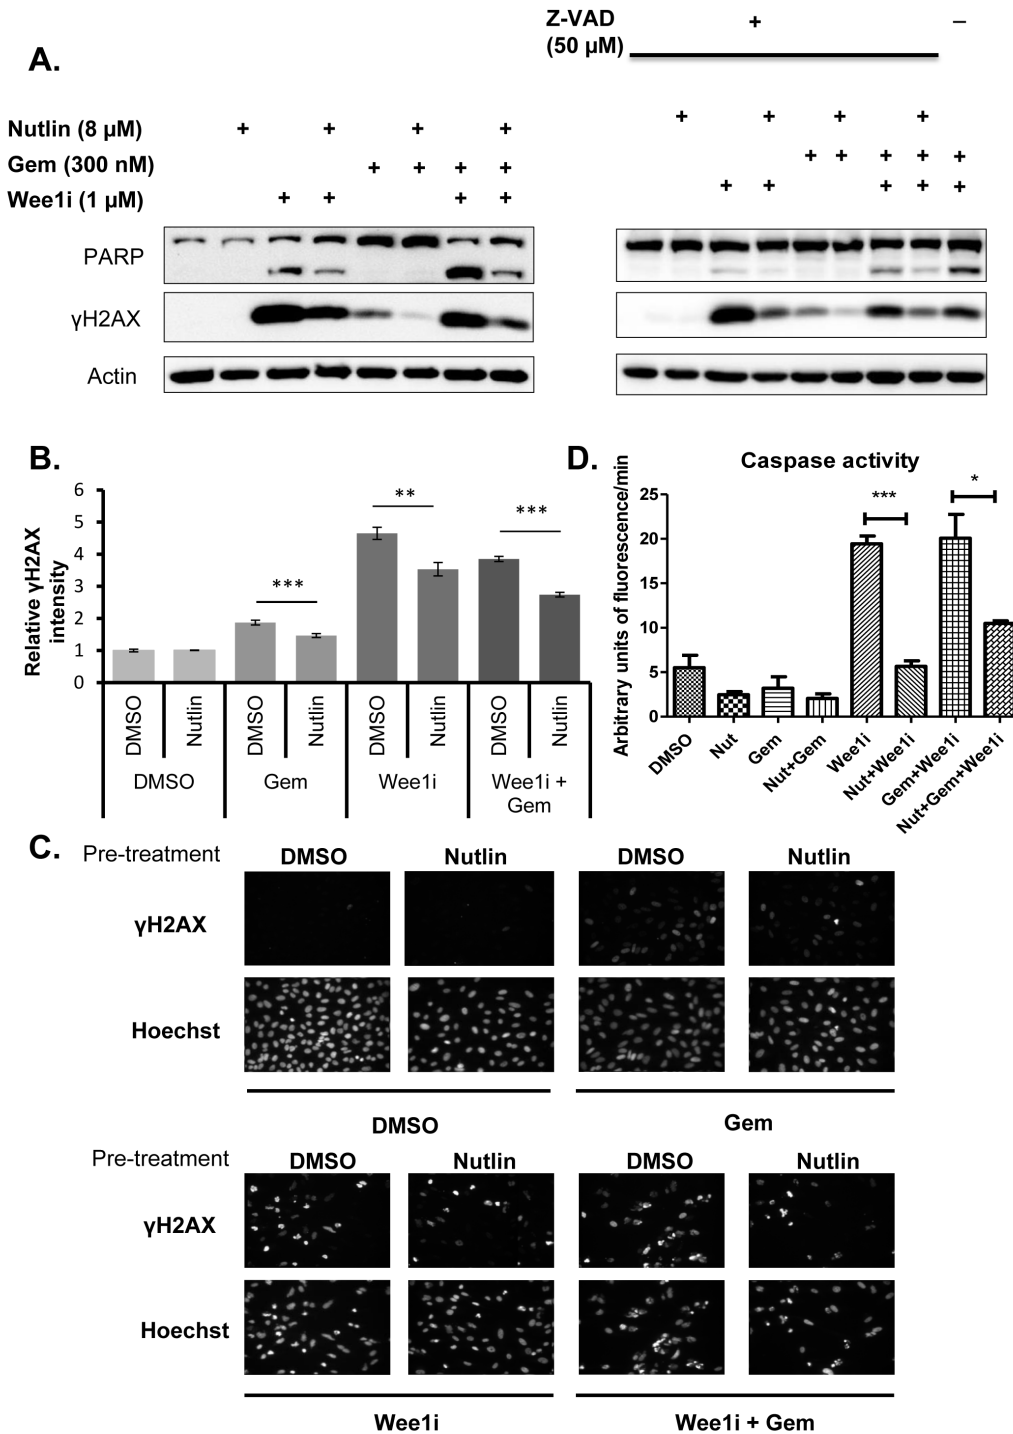 Z-VAD + –
(50 µM)
A.
Nutlin (8 µM) + + + + + + + +
Gem (300 nM) + + + + + + + + +
Wee1i (1 µM) + + + + + + + + +
PARP
γH2AX
Actin
B.
Relative γH2AX
intensity
6
5
4
3
2
1
0
*** ** ***
DMSO Nutlin DMSO Nutlin DMSO Nutlin DMSO Nutlin
DMSO Gem Wee1i Wee1i +
Gem
D.
Caspase activity
Arbitrary units of fluorescence/min
25
20
15
10
5
0
*** *
DMSO
Nut
Gem
Nut+Gem
Wee1i
Nut+Wee1i
Gem+Wee1i
Nut+Gem+Wee1i
C.
Pre-treatment DMSO Nutlin DMSO Nutlin
γH2AX
Hoechst
DMSO Gem
Pre-treatment DMSO Nutlin DMSO Nutlin
γH2AX
Hoechst
Wee1i Wee1i + Gem